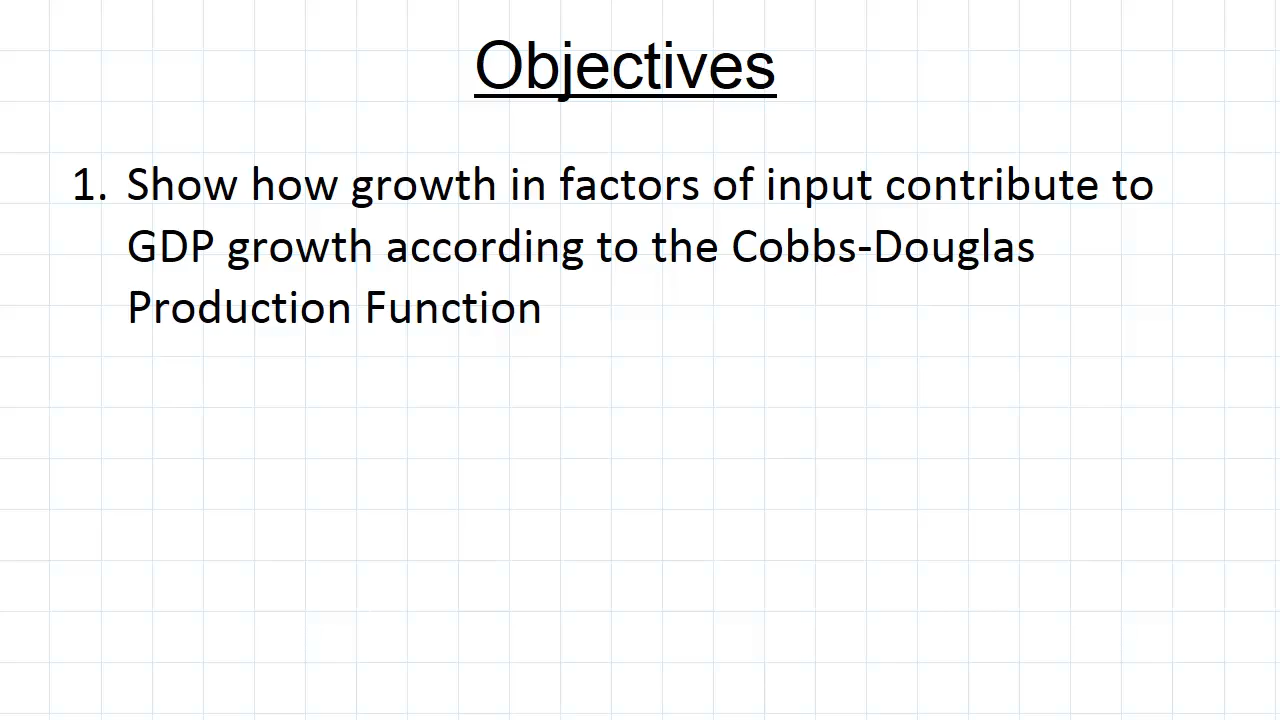 Objectives
1. Show how growth in factors of input contribute to
GDP growth according to the Cobbs-Douglas
Production Function